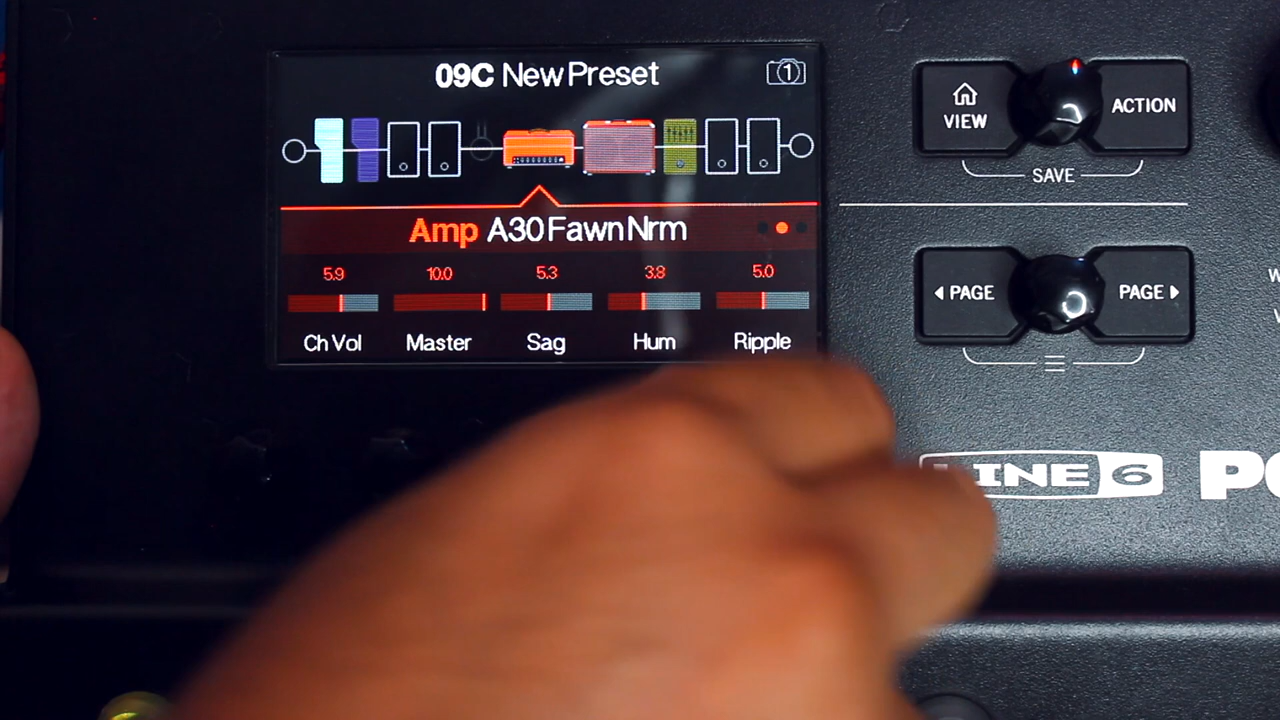 09C New Preset
1
Amp A30 Fawn Nrm
5.9 10.0 5.3 3.8 5.0
Ch Vol Master Sag Hum Ripple
VIEW ACTION
SAVE
PAGE PAGE
LINE 6